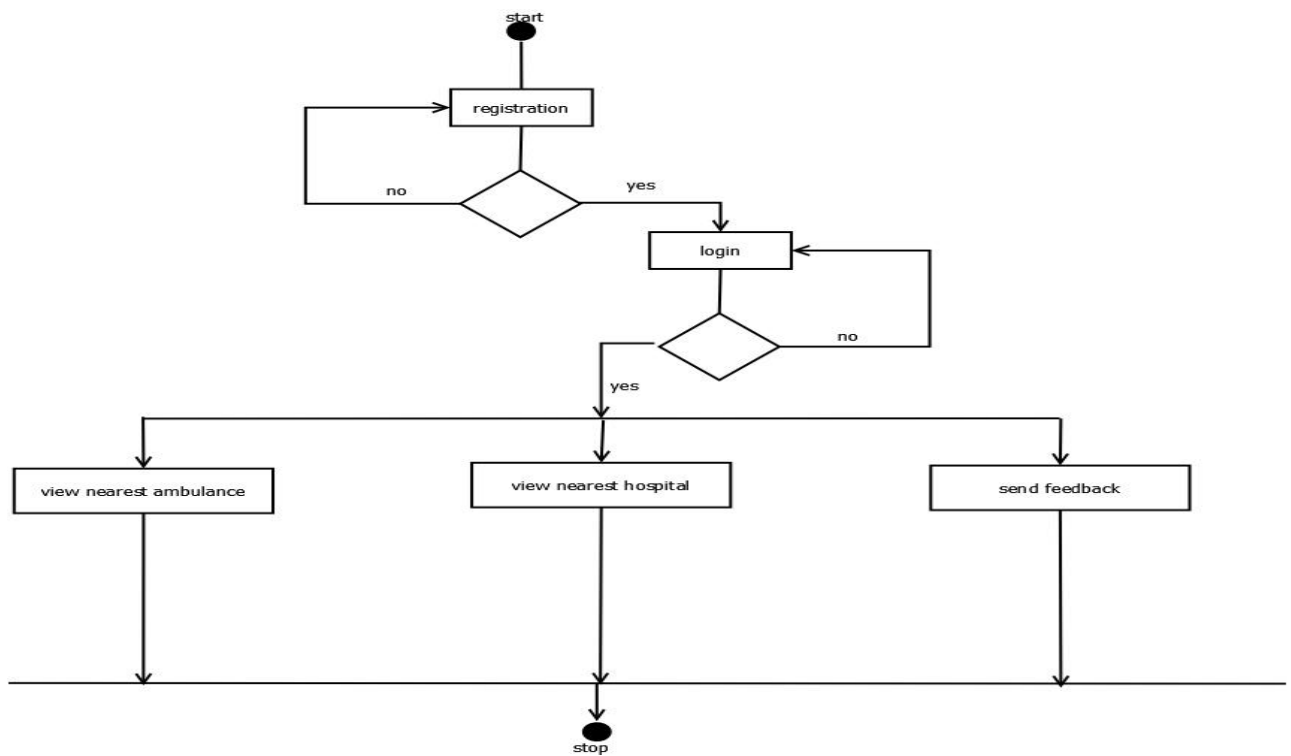 start
registration
no
yes
login
no
yes
view nearest ambulance
view nearest hospital
send feedback
stop